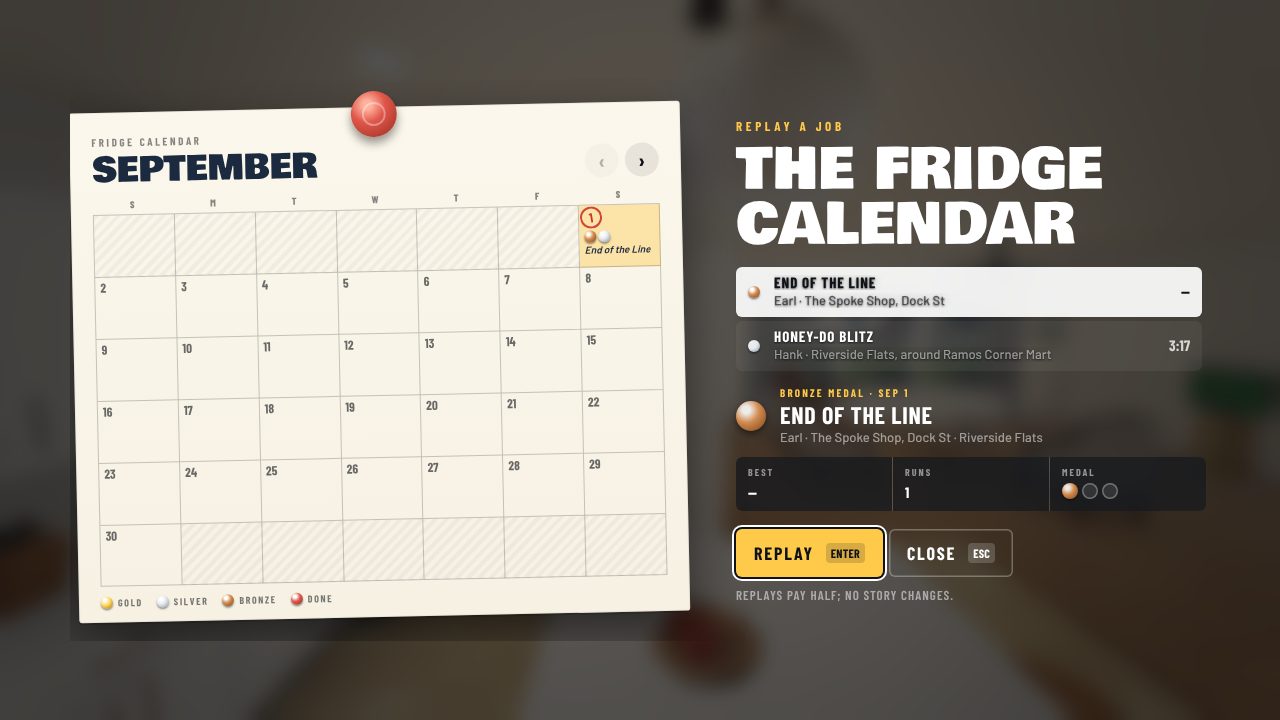 FRIDGE CALENDAR
SEPTEMBER
‹ ›
S M T W T F S
1
End of the Line
2 3 4 5 6 7 8
9 10 11 12 13 14 15
16 17 18 19 20 21 22
23 24 25 26 27 28 29
30
GOLD SILVER BRONZE DONE
REPLAY A JOB
THE FRIDGE
CALENDAR
END OF THE LINE
Earl · The Spoke Shop, Dock St
–
HONEY-DO BLITZ
Hank · Riverside Flats, around Ramos Corner Mart
3:17
BRONZE MEDAL · SEP 1
END OF THE LINE
Earl · The Spoke Shop, Dock St · Riverside Flats
BEST RUNS MEDAL
– 1
REPLAY ENTER CLOSE ESC
REPLAYS PAY HALF; NO STORY CHANGES.